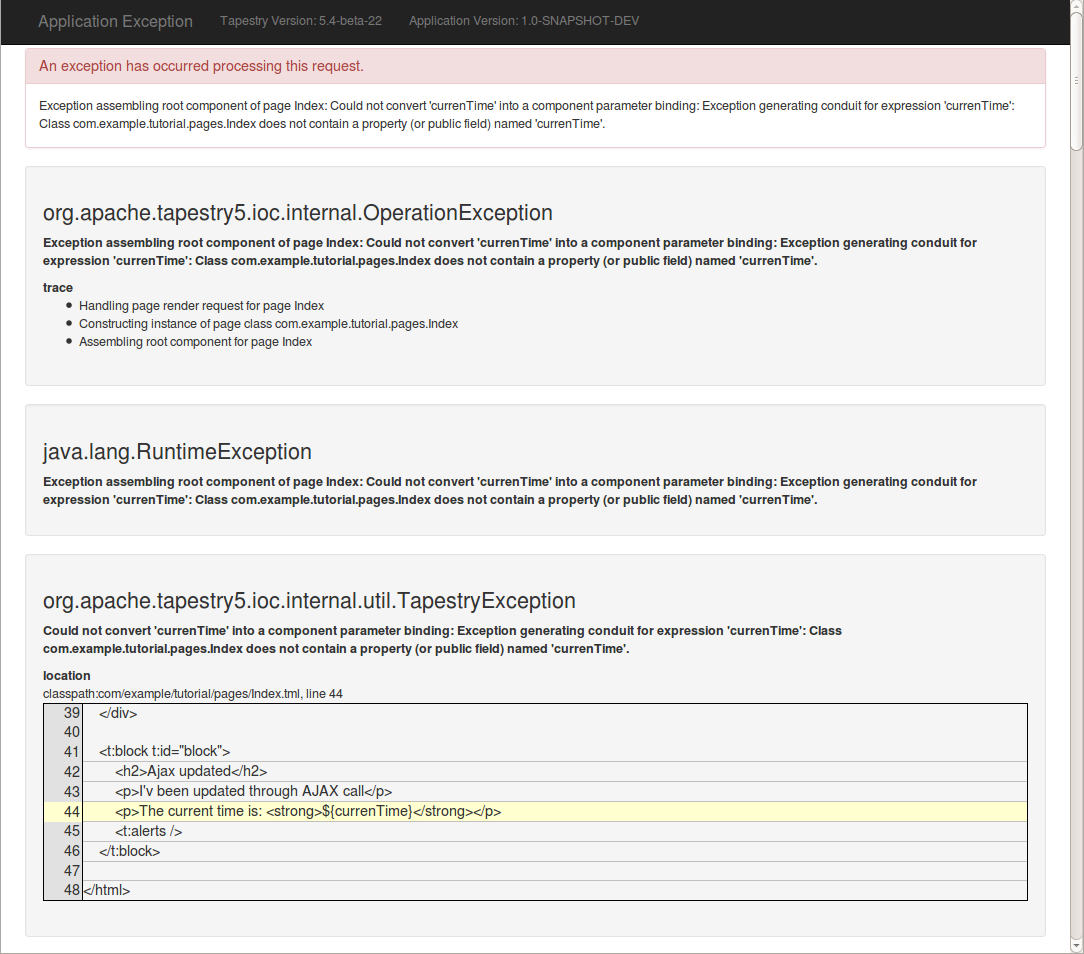 Application Exception Tapestry Version: 5.4-beta-22 Application Version: 1.0-SNAPSHOT-DEV
An exception has occurred processing this request.
Exception assembling root component of page Index: Could not convert 'currenTime' into a component parameter binding: Exception generating conduit for expression 'currenTime':
Class com.example.tutorial.pages.Index does not contain a property (or public field) named 'currenTime'.
org.apache.tapestry5.ioc.internal.OperationException
Exception assembling root component of page Index: Could not convert 'currenTime' into a component parameter binding: Exception generating conduit for
expression 'currenTime': Class com.example.tutorial.pages.Index does not contain a property (or public field) named 'currenTime'.
trace
Handling page render request for page Index
Constructing instance of page class com.example.tutorial.pages.Index
Assembling root component for page Index
java.lang.RuntimeException
Exception assembling root component of page Index: Could not convert 'currenTime' into a component parameter binding: Exception generating conduit for
expression 'currenTime': Class com.example.tutorial.pages.Index does not contain a property (or public field) named 'currenTime'.
org.apache.tapestry5.ioc.internal.util.TapestryException
Could not convert 'currenTime' into a component parameter binding: Exception generating conduit for expression 'currenTime': Class
com.example.tutorial.pages.Index does not contain a property (or public field) named 'currenTime'.
location
classpath:com/example/tutorial/pages/Index.tml, line 44
39 </div>
40
41 <t:block t:id="block">
42 <h2>Ajax updated</h2>
43 <p>I'v been updated through AJAX call</p>
44 <p>The current time is: <strong>${currenTime}</strong></p>
45 <t:alerts />
46 </t:block>
47
48 </html>